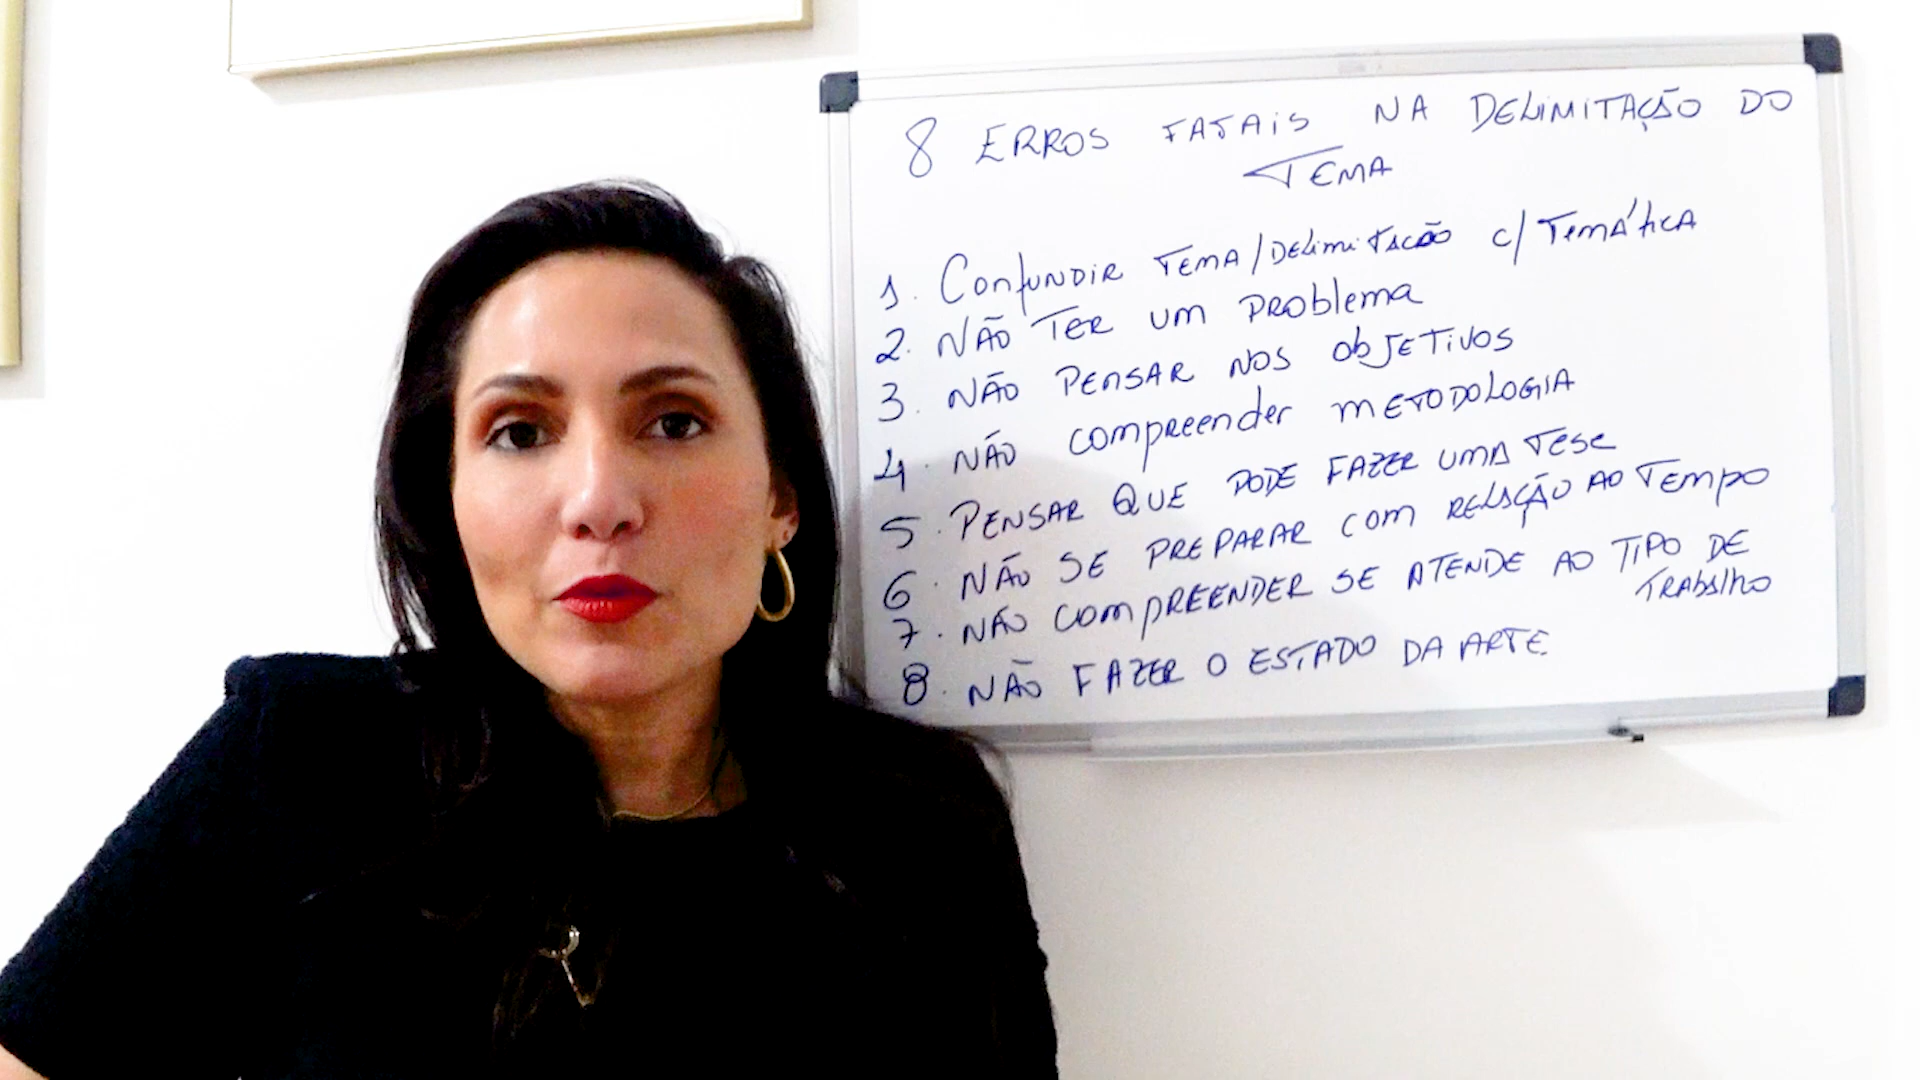 8 ERROS FATAIS NA DELIMITAÇÃO DO
TEMA
1. Confundir TEMA/DELIMITAÇÃO c/ TEMÁTICA
2. NÃO TER UM PROBLEMA
3. NÃO PENSAR NOS OBJETIVOS
4. NÃO compreender METODOLOGIA
5. PENSAR QUE PODE FAZER UMA TESE
6. NÃO SE PREPARAR COM RELAÇÃO AO TEMPO
7. NÃO COMPREENDER SE ATENDE AO TIPO DE
TRABALHO
8. NÃO FAZER O ESTADO DA ARTE